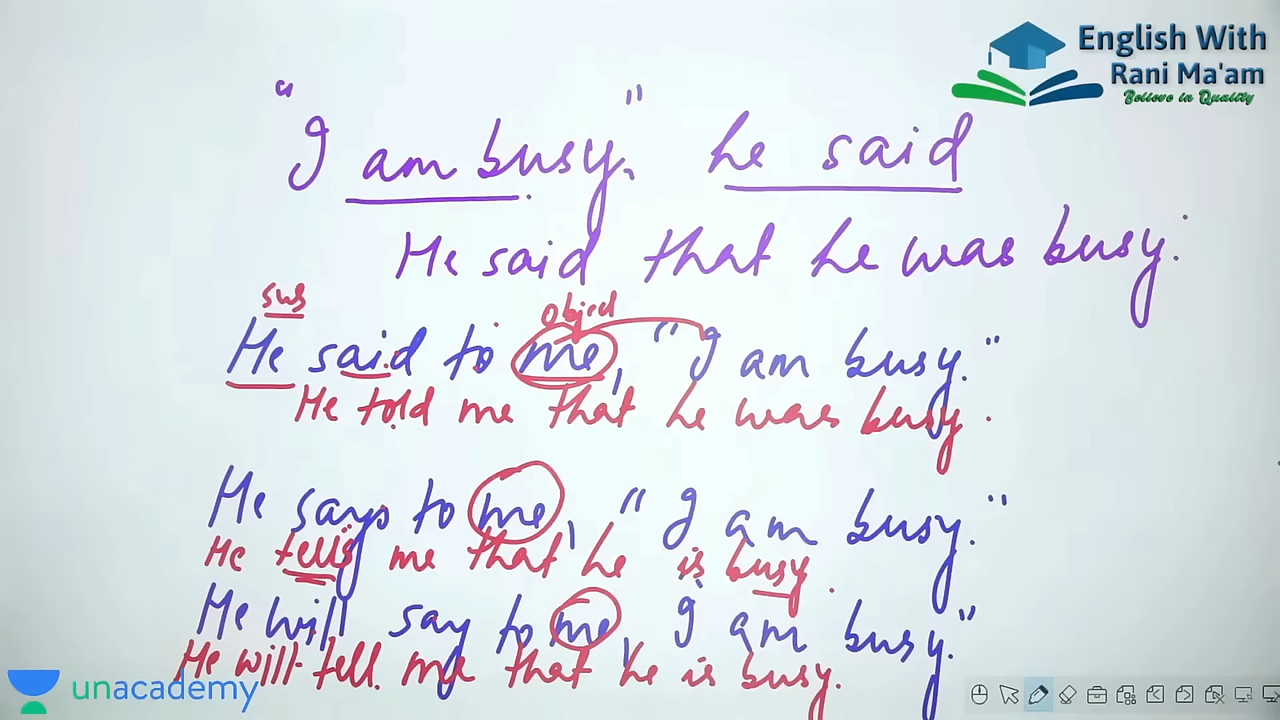 English With
Rani Ma'am
Believe in Quality
"I am busy," he said
He said that he was busy.
sub
object
He said to me, "I am busy."
He told me that he was busy.
He says to me, "I am busy."
He tells me that he is busy.
He will say to me, I am busy."
He will tell me that he is busy.
unacademy